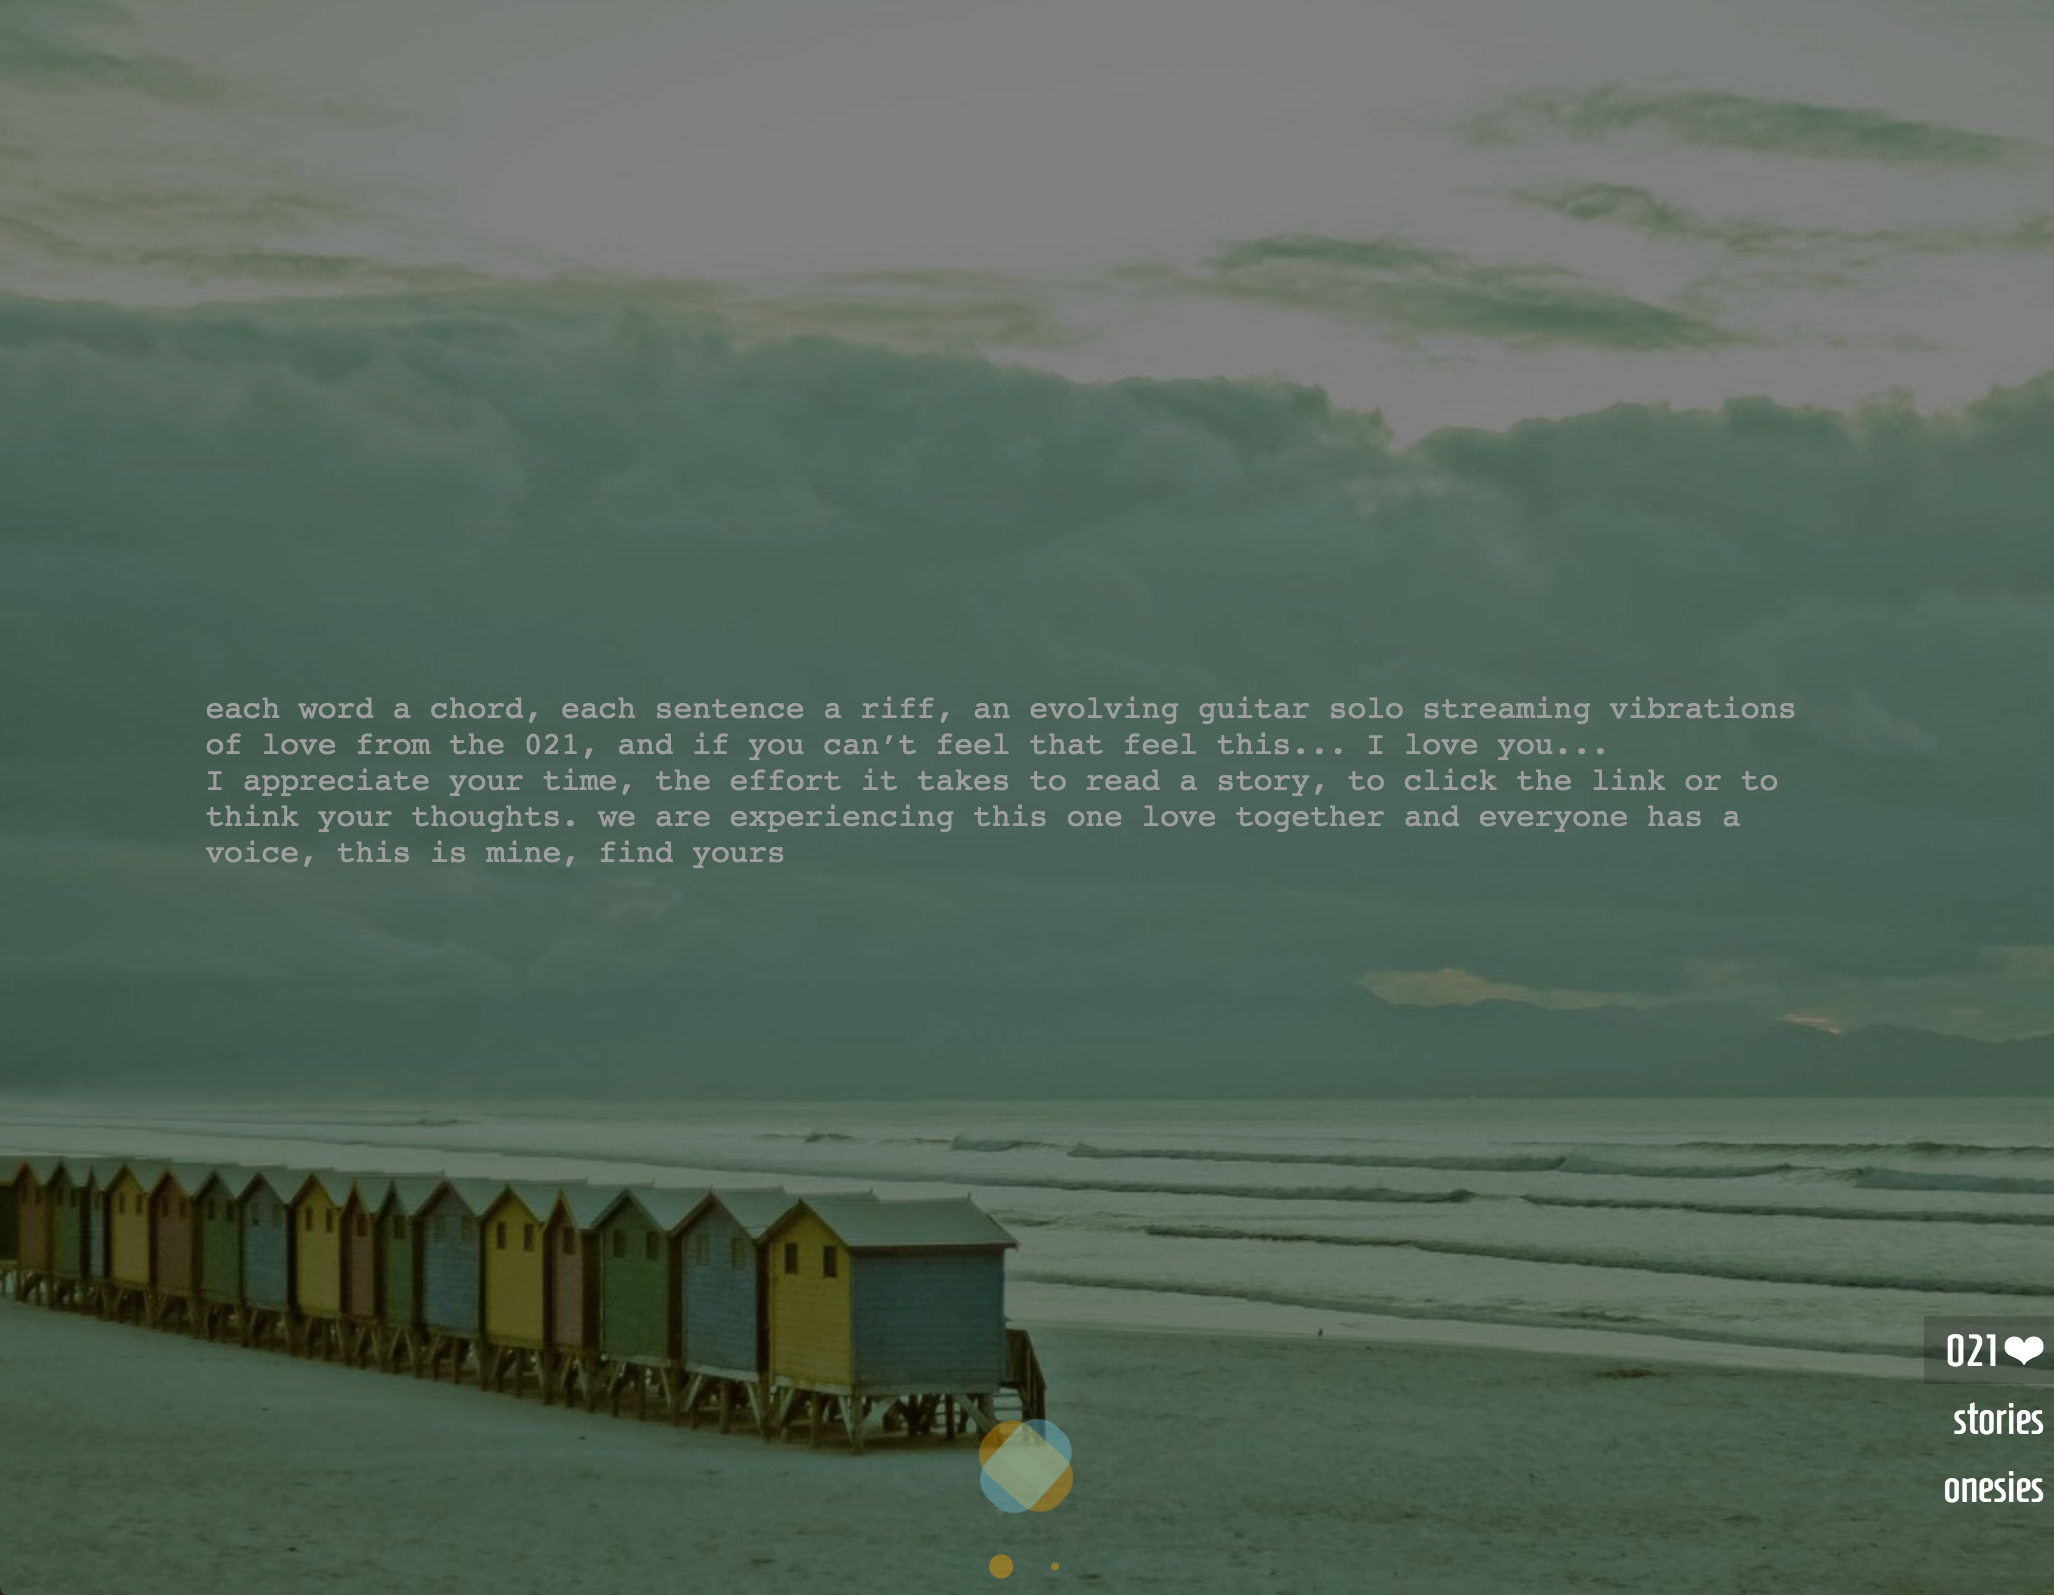 each word a chord, each sentence a riff, an evolving guitar solo streaming vibrations
of love from the 021, and if you can’t feel that feel this... I love you...
I appreciate your time, the effort it takes to read a story, to click the link or to
think your thoughts. we are experiencing this one love together and everyone has a
voice, this is mine, find yours
021❤
stories
onesies